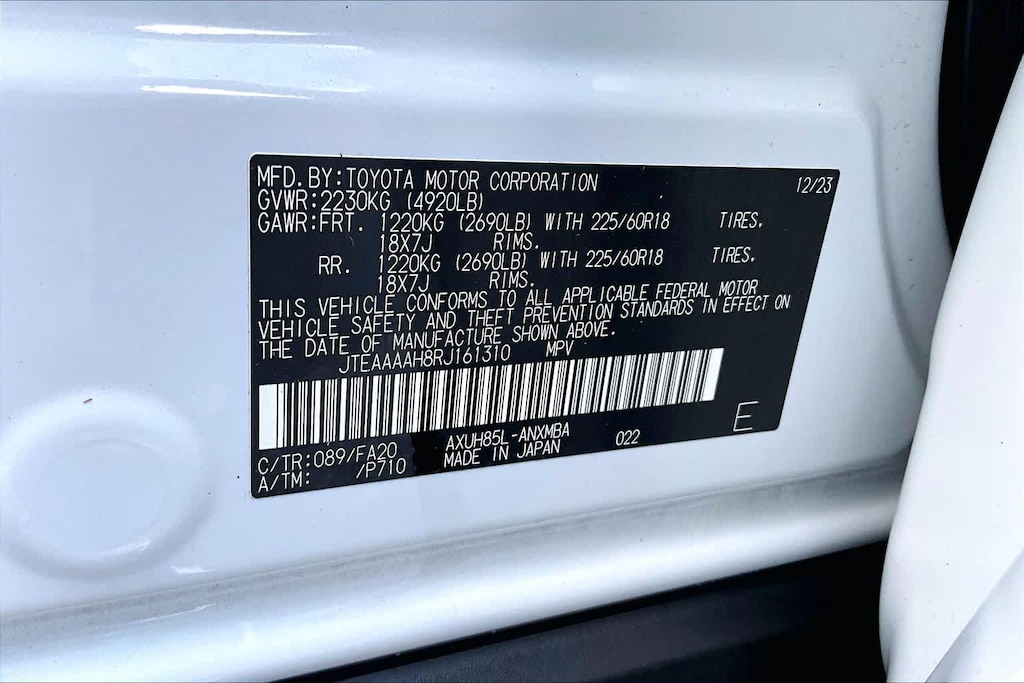 MFD.BY:TOYOTA MOTOR CORPORATION 12/23
GVWR:2230KG (4920LB)
GAWR:FRT. 1220KG (2690LB) WITH 225/60R18 TIRES.
18X7J RIMS.
RR. 1220KG (2690LB) WITH 225/60R18 TIRES.
18X7J RIMS.
THIS VEHICLE CONFORMS TO ALL APPLICABLE FEDERAL MOTOR
VEHICLE SAFETY AND THEFT PREVENTION STANDARDS IN EFFECT ON
THE DATE OF MANUFACTURE SHOWN ABOVE.
JTEAAAAH8RJ161310 MPV
C/TR:089/FA20 AXUH85L-ANXMBA 022 E
A/TM: /P710 MADE IN JAPAN